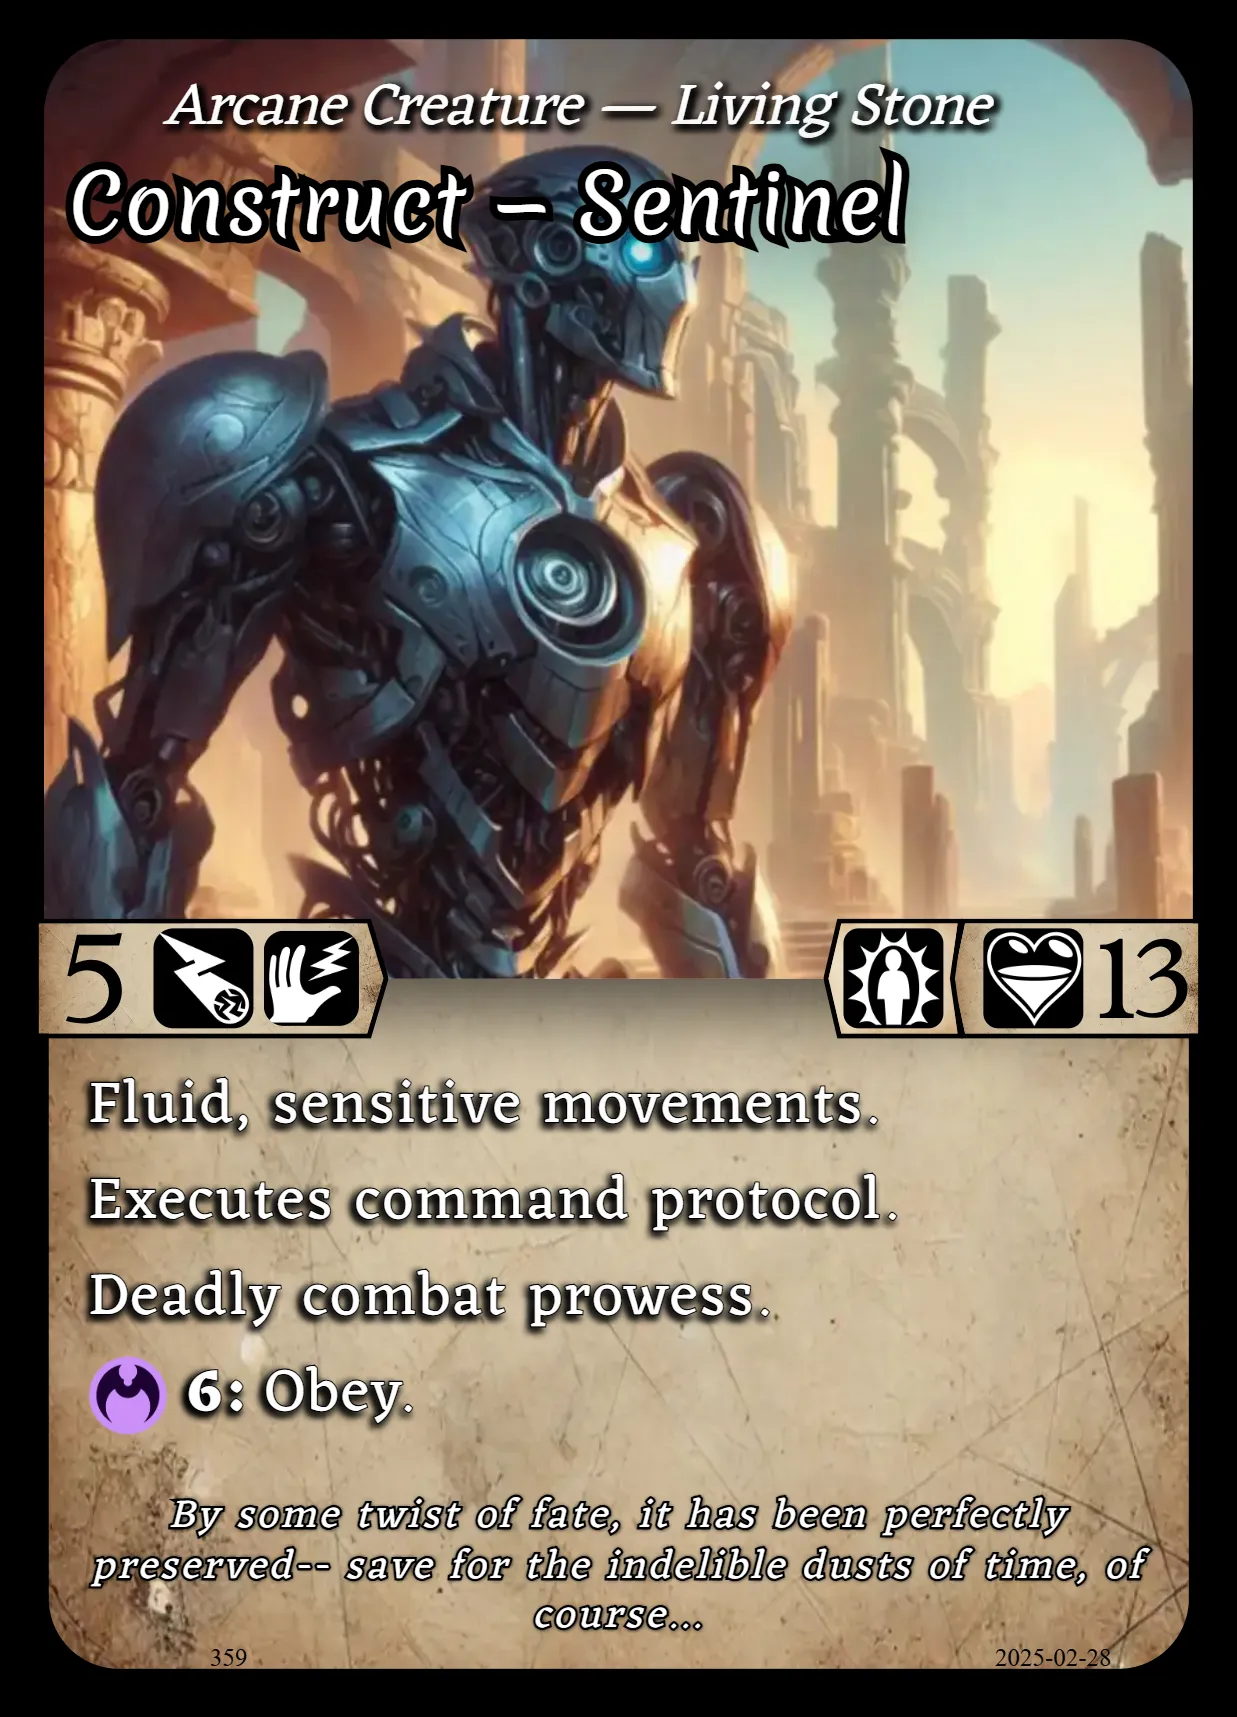 Arcane Creature — Living Stone
Construct – Sentinel
5
13
Fluid, sensitive movements.
Executes command protocol.
Deadly combat prowess.
6: Obey.
By some twist of fate, it has been perfectly
preserved-- save for the indelible dusts of time, of
course...
359
2025-02-28